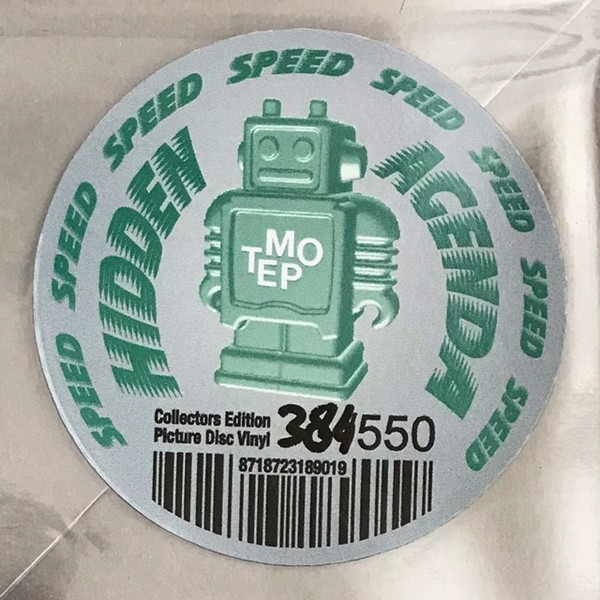 SPEED SPEED SPEED SPEED SPEED SPEED SPEED SPEED
HIDDEN
AGENDA
MO
TEP
Collectors Edition
Picture Disc Vinyl 384 550
8718723189019